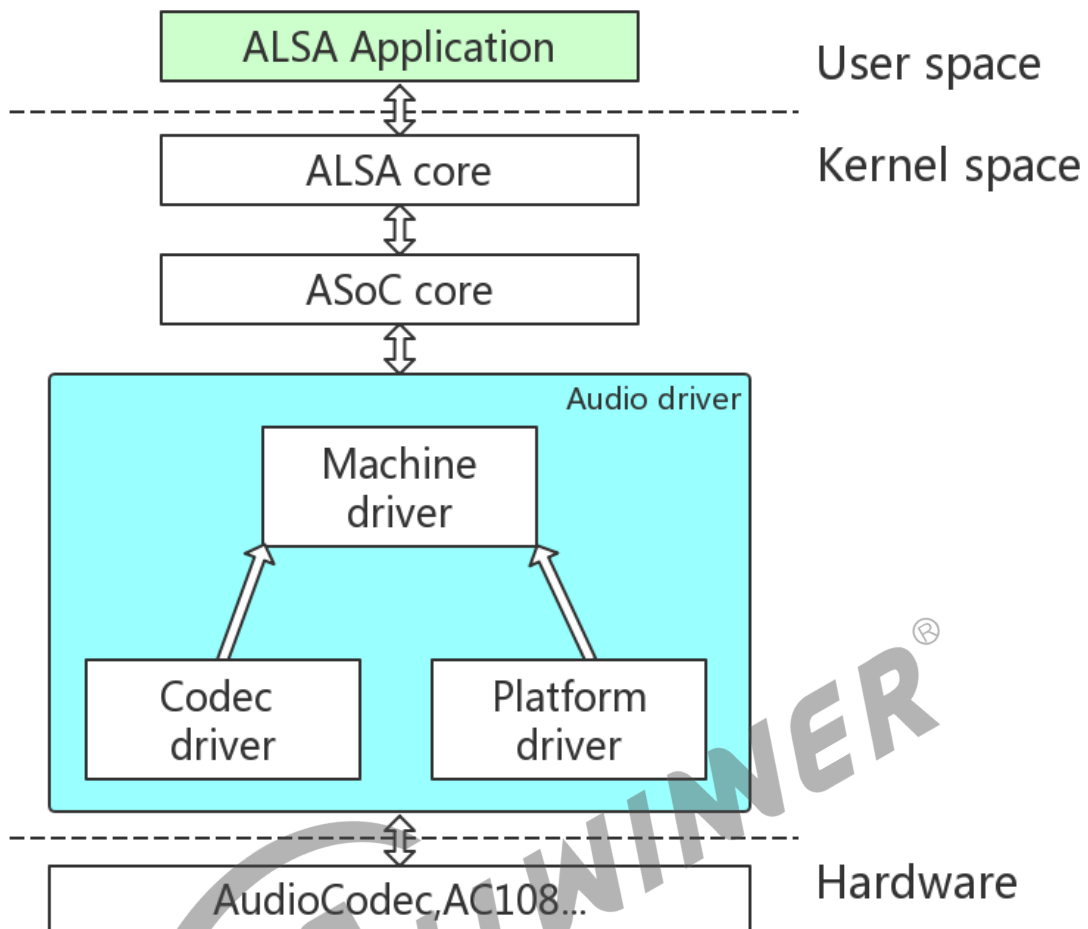 ALSA Application
User space
ALSA core
Kernel space
ASoC core
Audio driver
Machine
driver
Codec
driver
Platform
driver
AudioCodec,AC108...
Hardware
®